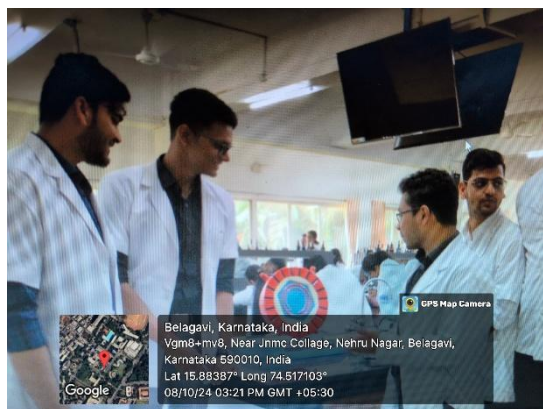 GPS Map Camera
Belagavi, Karnataka, India
Vgm8+mv8, Near Jnmc Collage, Nehru Nagar, Belagavi,
Karnataka 590010, India
Lat 15.88387° Long 74.517103°
08/10/24 03:21 PM GMT +05:30
Google